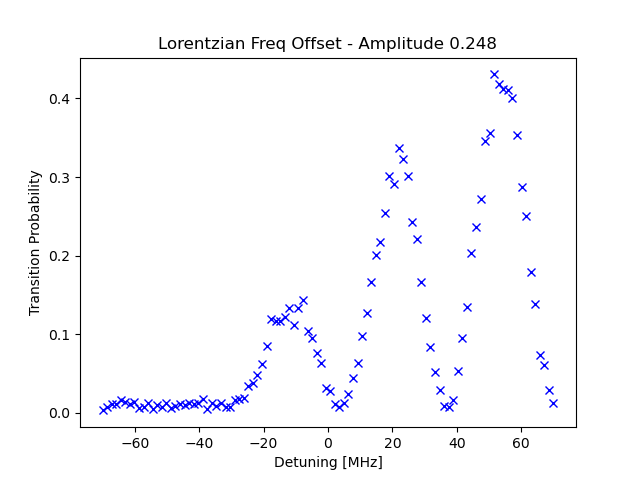 Lorentzian Freq Offset - Amplitude 0.248
Transition Probability
0.4
0.3
0.2
0.1
0.0
−60 −40 −20 0 20 40 60
Detuning [MHz]